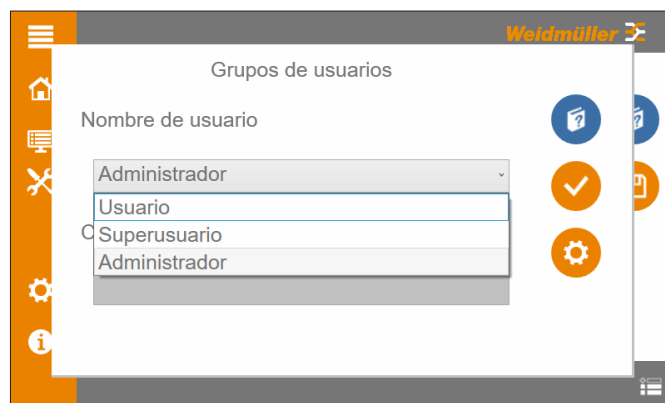 Weidmüller
Grupos de usuarios
Nombre de usuario
Administrador
Usuario
C
Superusuario
Administrador